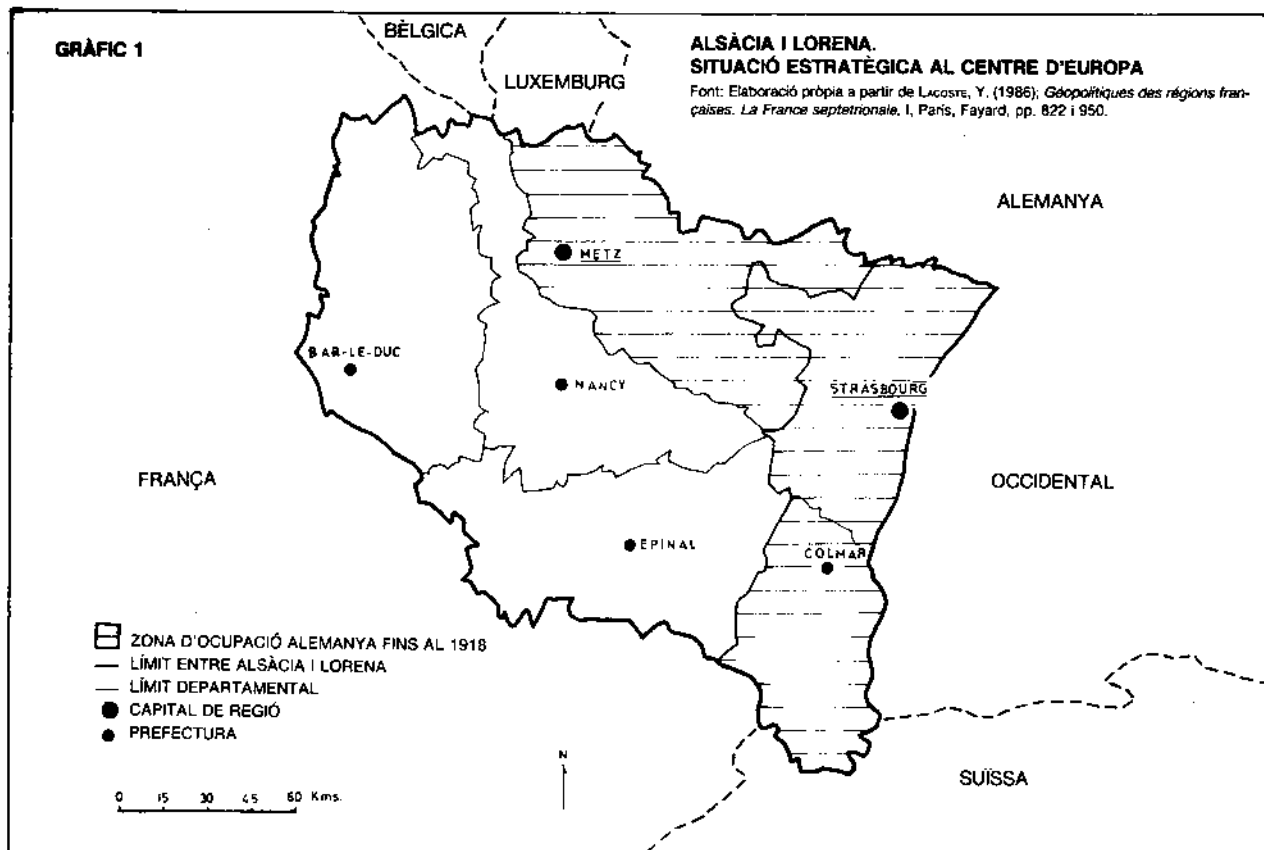 GRÀFIC 1
BÈLGICA
LUXEMBURG
ALSÀCIA I LORENA.
SITUACIÓ ESTRATÈGICA AL CENTRE D'EUROPA
Font: Elaboració pròpia a partir de LACOSTE, Y. (1986); Géopolitiques des régions fran-
çaises. La France septetrionale, I, París, Fayard, pp. 822 i 950.
ALEMANYA
METZ
BAR-LE-DUC
NANCY
STRASBOURG
FRANÇA
OCCIDENTAL
EPINAL
COLMAR
ZONA D'OCUPACIÓ ALEMANYA FINS AL 1918
LÍMIT ENTRE ALSÀCIA I LORENA
LÍMIT DEPARTAMENTAL
CAPITAL DE REGIÓ
PREFECTURA
N
SUÏSSA
0 15 30 45 60 Kms.